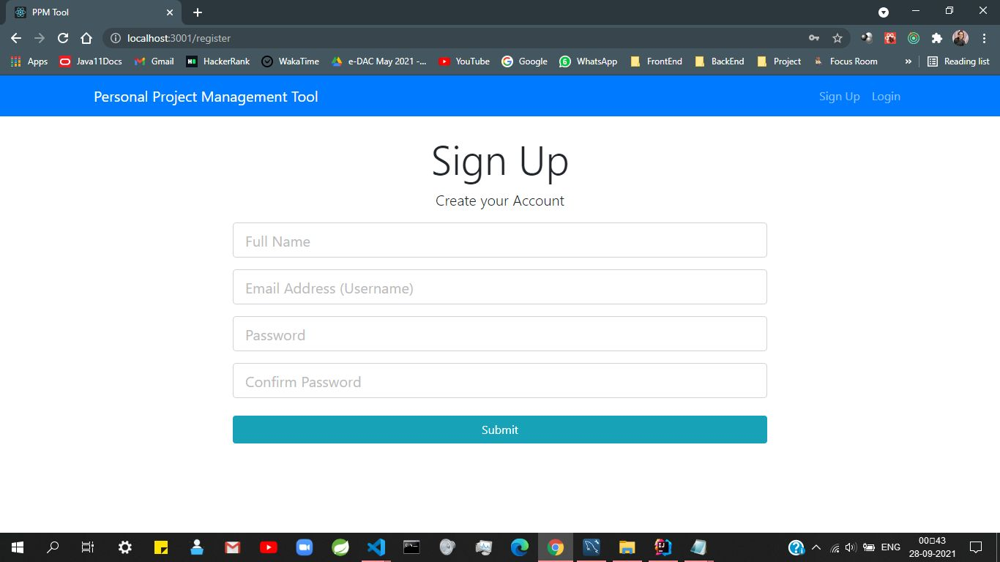 PPM Tool
localhost:3001/register
Apps Java11Docs Gmail HackerRank WakaTime e-DAC May 2021 -... YouTube Google WhatsApp FrontEnd BackEnd Project Focus Room » Reading list
Personal Project Management Tool Sign Up Login
Sign Up
Create your Account
Full Name
Email Address (Username)
Password
Confirm Password
Submit
ENG
00▯43
28-09-2021